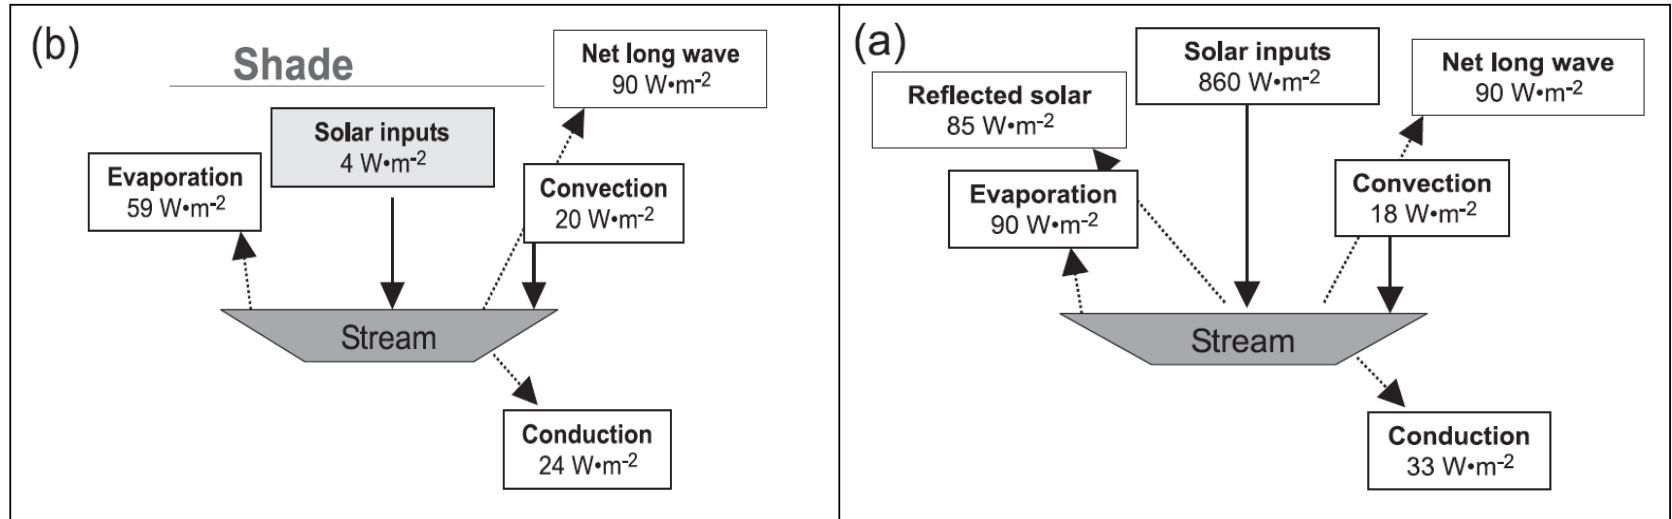 (b)
Shade
Net long wave
90 W•m-2
Solar inputs
4 W•m-2
Evaporation
59 W•m-2
Convection
20 W•m-2
Stream
Conduction
24 W•m-2
(a)
Solar inputs
860 W•m-2
Net long wave
90 W•m-2
Reflected solar
85 W•m-2
Evaporation
90 W•m-2
Convection
18 W•m-2
Stream
Conduction
33 W•m-2